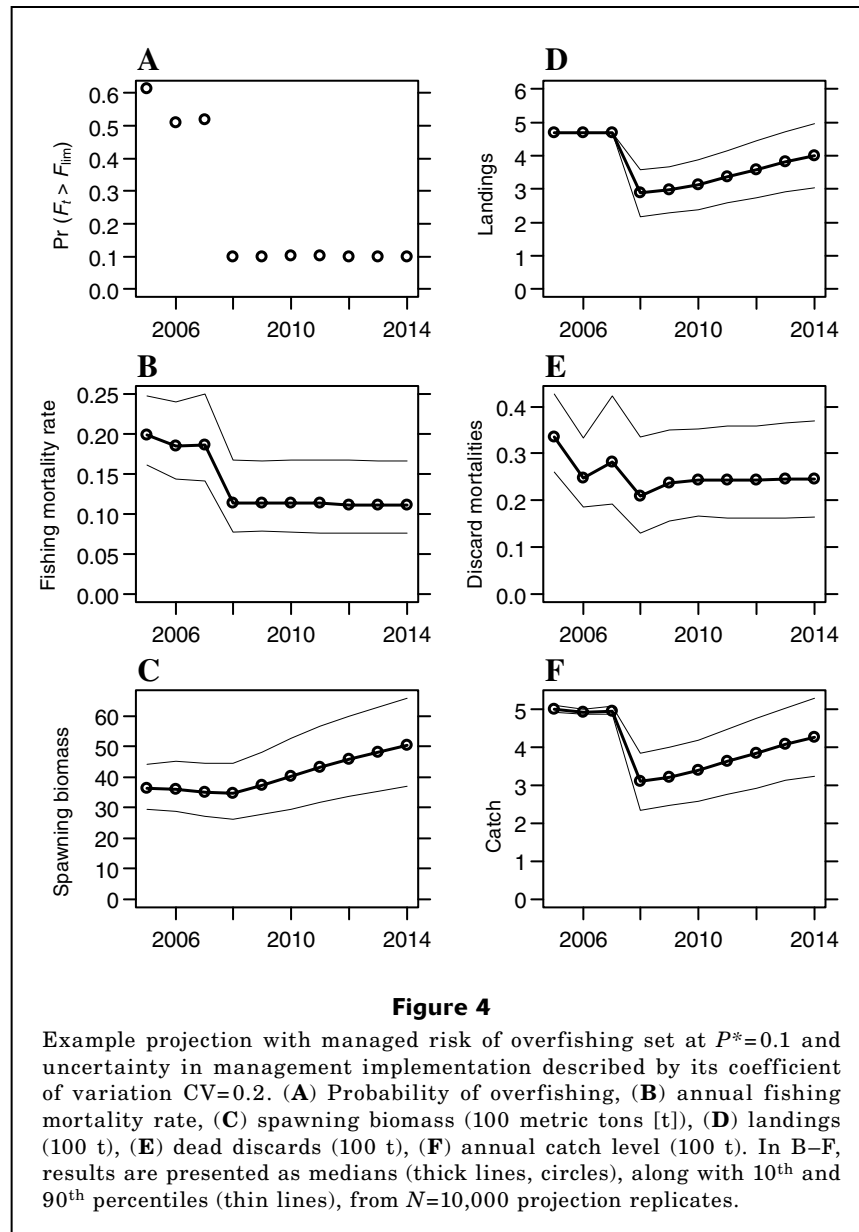 A
Pr (Ft > Flim)
0.6
0.5
0.4
0.3
0.2
0.1
0.0
2006 2010 2014
D
Landings
6
5
4
3
2
1
0
2006 2010 2014
B
Fishing mortality rate
0.25
0.20
0.15
0.10
0.05
0.00
2006 2010 2014
E
Discard mortalities
0.4
0.3
0.2
0.1
0.0
2006 2010 2014
C
Spawning biomass
60
50
40
30
20
10
0
2006 2010 2014
F
Catch
5
4
3
2
1
0
2006 2010 2014
Figure 4
Example projection with managed risk of overfishing set at P*=0.1 and
uncertainty in management implementation described by its coefficient
of variation CV=0.2. (A) Probability of overfishing, (B) annual fishing
mortality rate, (C) spawning biomass (100 metric tons [t]), (D) landings
(100 t), (E) dead discards (100 t), (F) annual catch level (100 t). In B–F,
results are presented as medians (thick lines, circles), along with 10th and
90th percentiles (thin lines), from N=10,000 projection replicates.